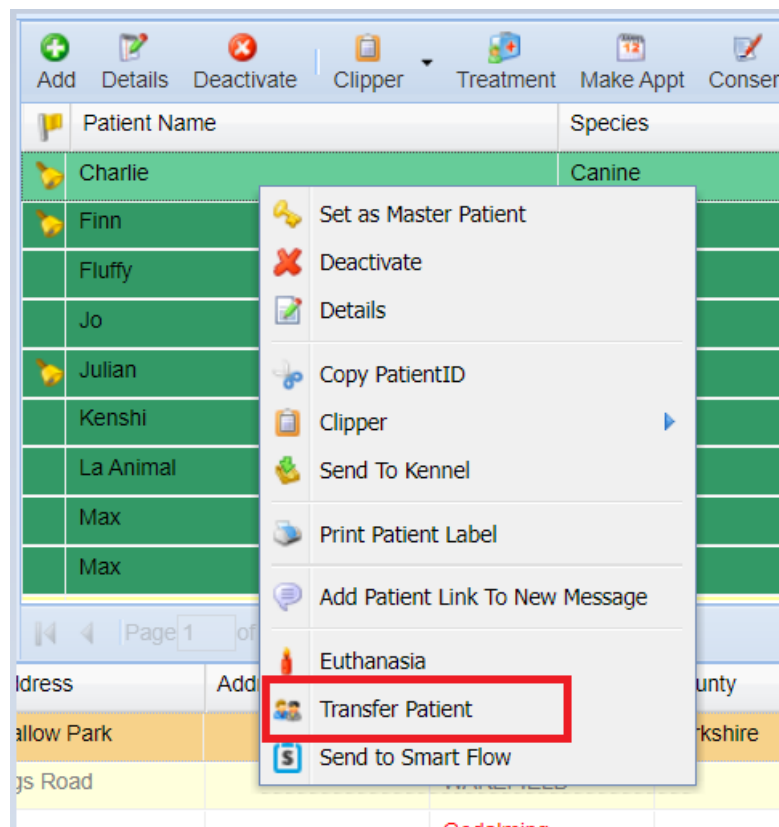 Add Details Deactivate Clipper Treatment Make Appt Conser
Patient Name Species
Charlie Canine
Finn
Fluffy
Jo
Julian
Kenshi
La Animal
Max
Max
Set as Master Patient
Deactivate
Details
Copy PatientID
Clipper
Send To Kennel
Print Patient Label
Add Patient Link To New Message
Euthanasia
Transfer Patient
Send to Smart Flow
Page 1 of
ldress Add unty
allow Park rkshire
gs Road